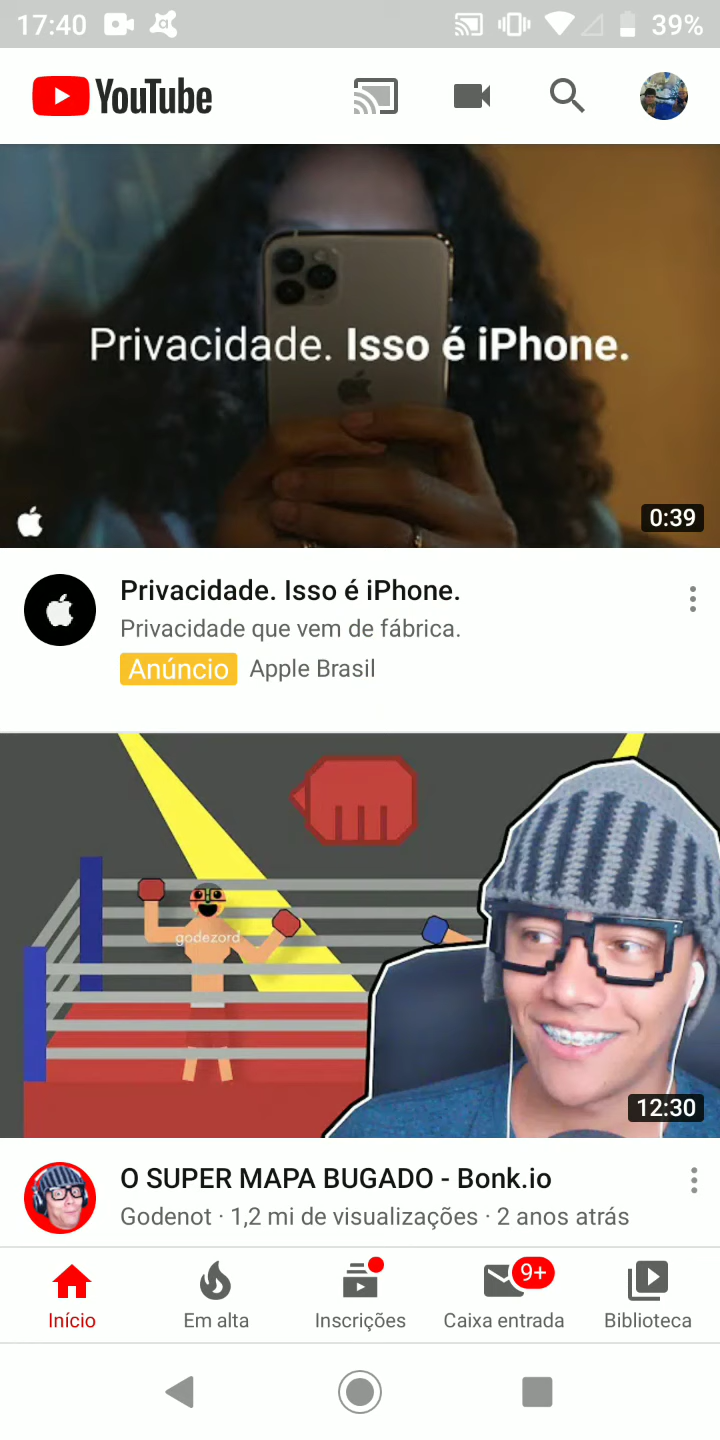 17:40
39%
YouTube
Privacidade. Isso é iPhone.
0:39
Privacidade. Isso é iPhone.
Privacidade que vem de fábrica.
Anúncio Apple Brasil
godezord
12:30
O SUPER MAPA BUGADO - Bonk.io
Godenot · 1,2 mi de visualizações · 2 anos atrás
9+
Início Em alta Inscrições Caixa entrada Biblioteca